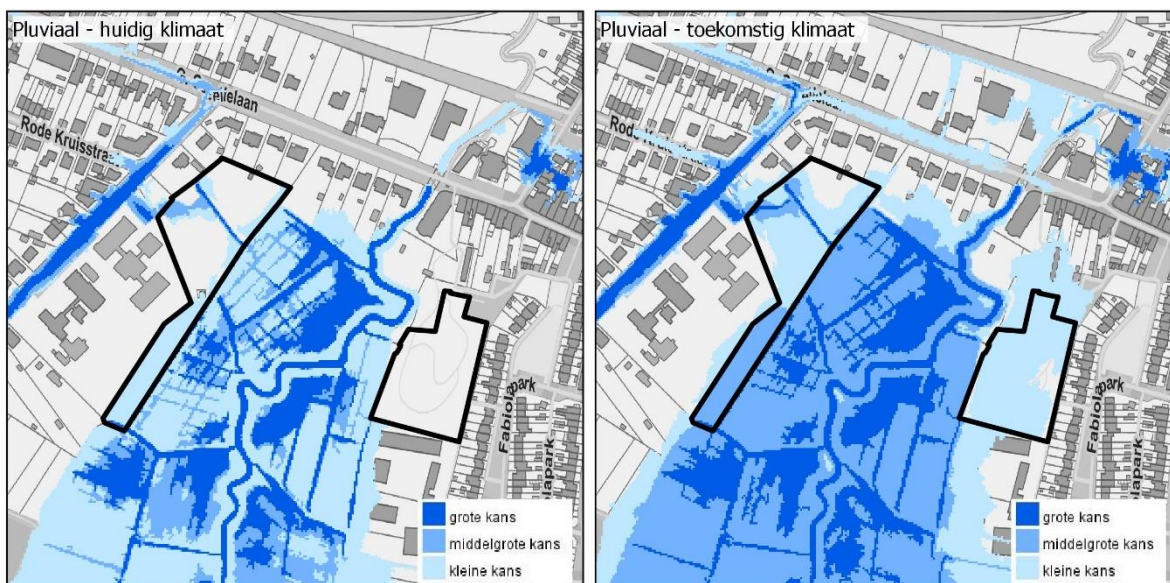 Pluviaal - huidig klimaat
Rode Kruisstraat
Fabiolapark
grote kans
middelgrote kans
kleine kans
Pluviaal - toekomstig klimaat
Fabiolapark
grote kans
middelgrote kans
kleine kans